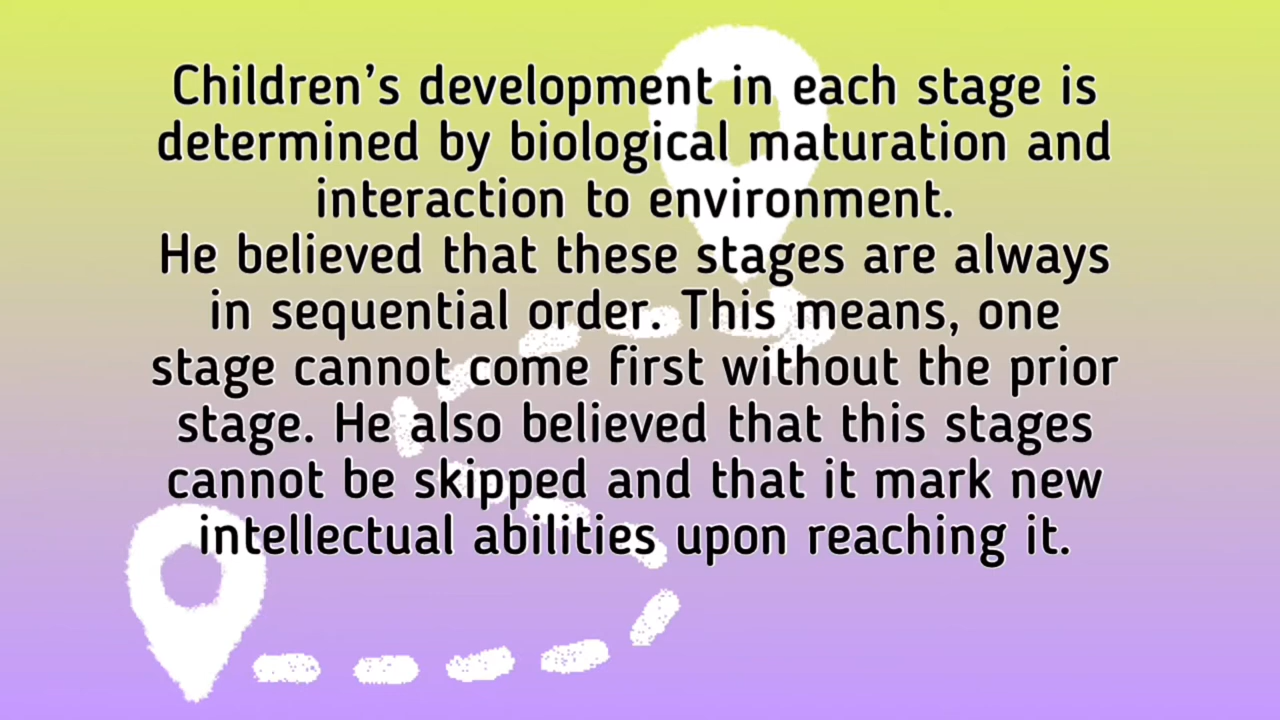 Children’s development in each stage is
determined by biological maturation and
interaction to environment.
He believed that these stages are always
in sequential order. This means, one
stage cannot come first without the prior
stage. He also believed that this stages
cannot be skipped and that it mark new
intellectual abilities upon reaching it.